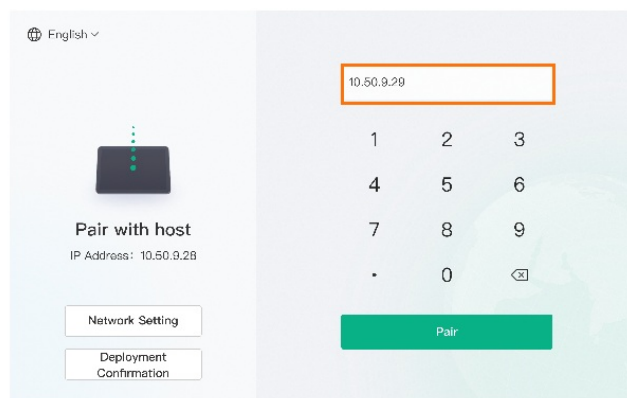 English
Pair with host
IP Address: 10.50.9.28
Network Setting
Deployment
Confirmation
10.50.9.29
1 2 3
4 5 6
7 8 9
. 0
Pair